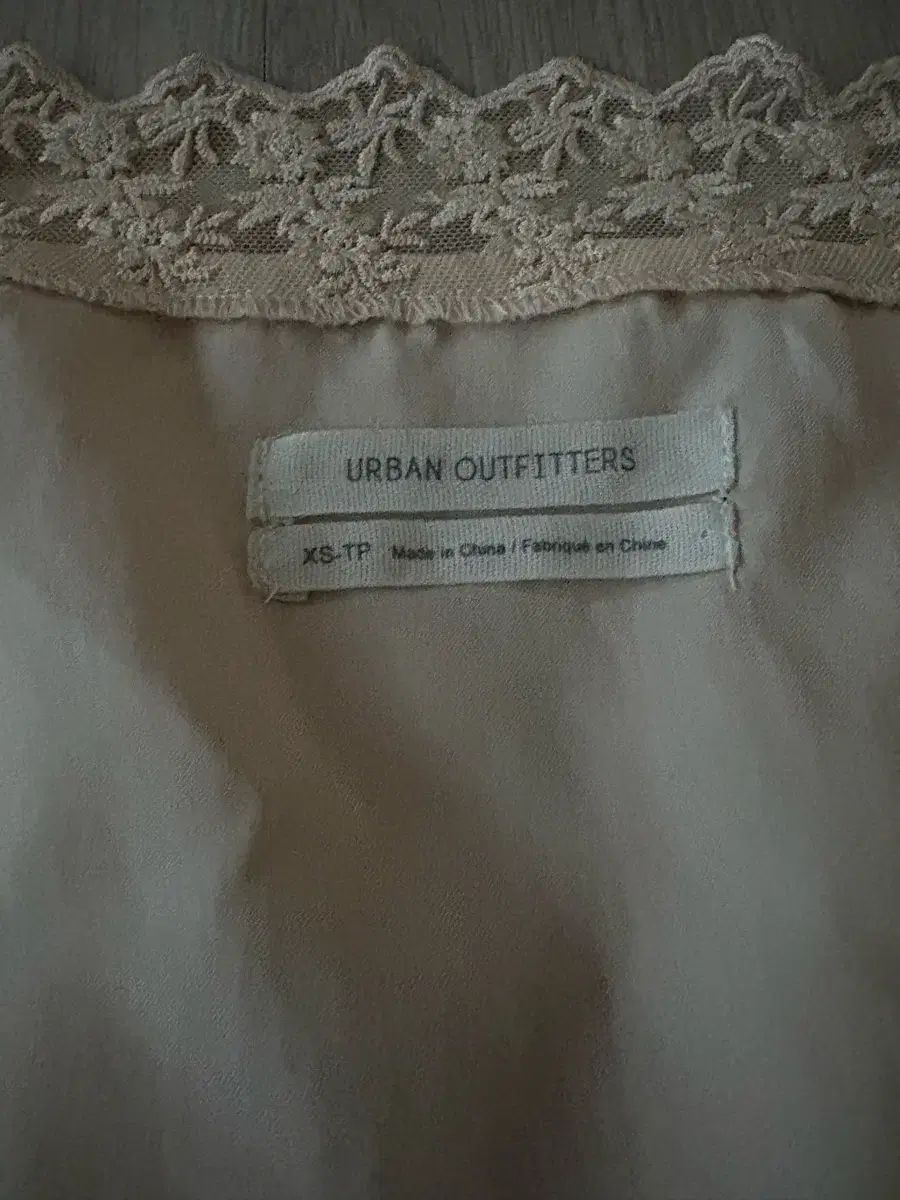 URBAN OUTFITTERS
XS-TP Made in China / Fabriqué en Chine